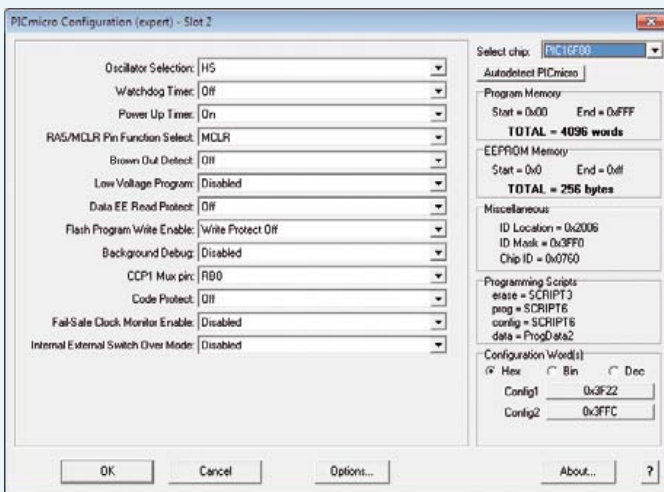 PICmicro Configuration (expert) - Slot 2
Oscillator Selection: HS
Watchdog Timer: Off
Power Up Timer: On
RA5/MCLR Pin Function Select: MCLR
Brown Out Detect: Off
Low Voltage Program: Disabled
Data EE Read Protect: Off
Flash Program Write Enable: Write Protect Off
Background Debug: Disabled
CCP1 Mux pin: RB0
Code Protect: Off
Fail-Safe Clock Monitor Enable: Disabled
Internal External Switch Over Mode: Disabled
OK Cancel Options...
Select chip: PIC16F88
Autodetect PICmicro
Program Memory
Start = 0x00 End = 0xFFF
TOTAL = 4096 words
EEPROM Memory
Start = 0x0 End = 0xff
TOTAL = 256 bytes
Miscellaneous
ID Location = 0x2006
ID Mask = 0x3FF0
Chip ID = 0x0760
Programming Scripts
erase = SCRIPT3
prog = SCRIPT6
config = SCRIPT6
data = ProgData2
Configuration Word(s)
Hex Bin Dec
Config1 0x3F22
Config2 0x3FFC
About... ?